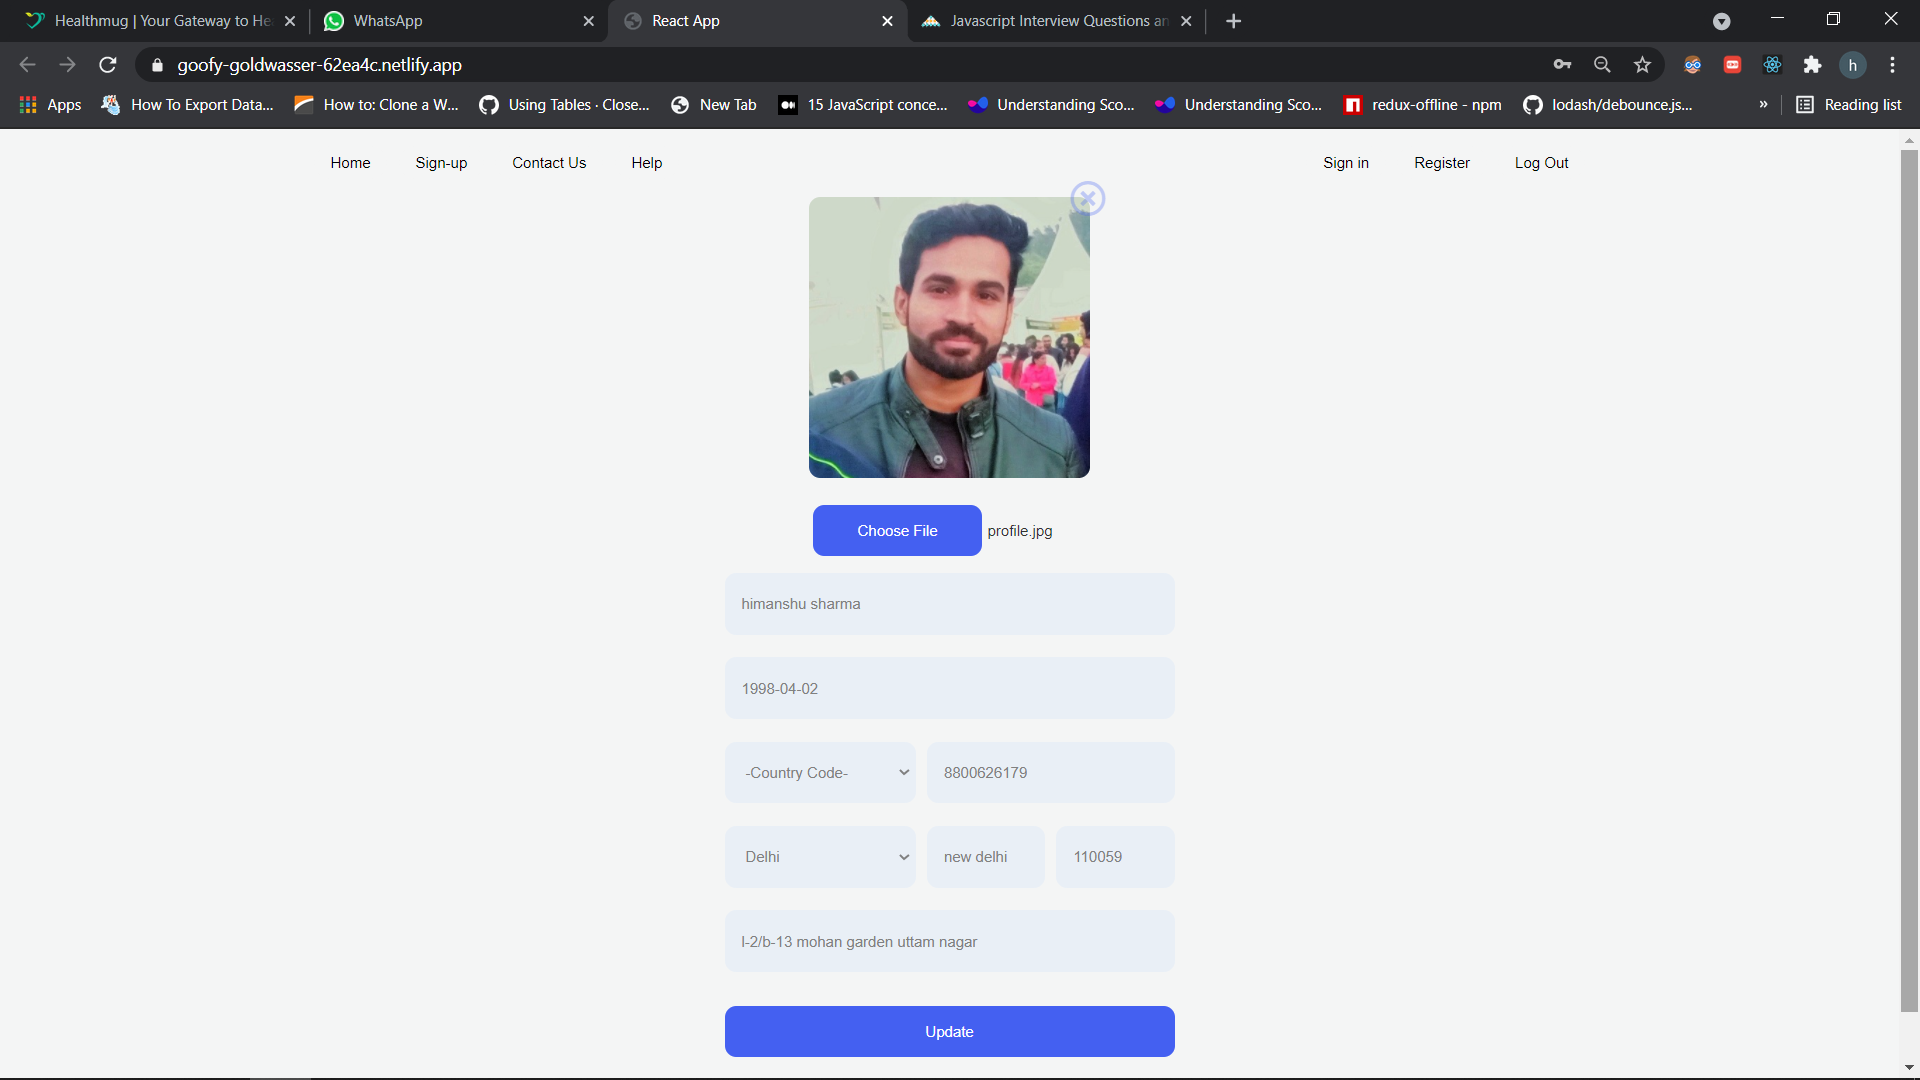 Healthmug | Your Gateway to He
WhatsApp
React App
Javascript Interview Questions an
goofy-goldwasser-62ea4c.netlify.app
h
Apps
How To Export Data...
How to: Clone a W...
Using Tables · Close...
New Tab
15 JavaScript conce...
Understanding Sco...
Understanding Sco...
redux-offline - npm
lodash/debounce.js...
»
Reading list
Home
Sign-up
Contact Us
Help
Sign in
Register
Log Out
Choose File
profile.jpg
himanshu sharma
1998-04-02
-Country Code-
8800626179
Delhi
new delhi
110059
l-2/b-13 mohan garden uttam nagar
Update